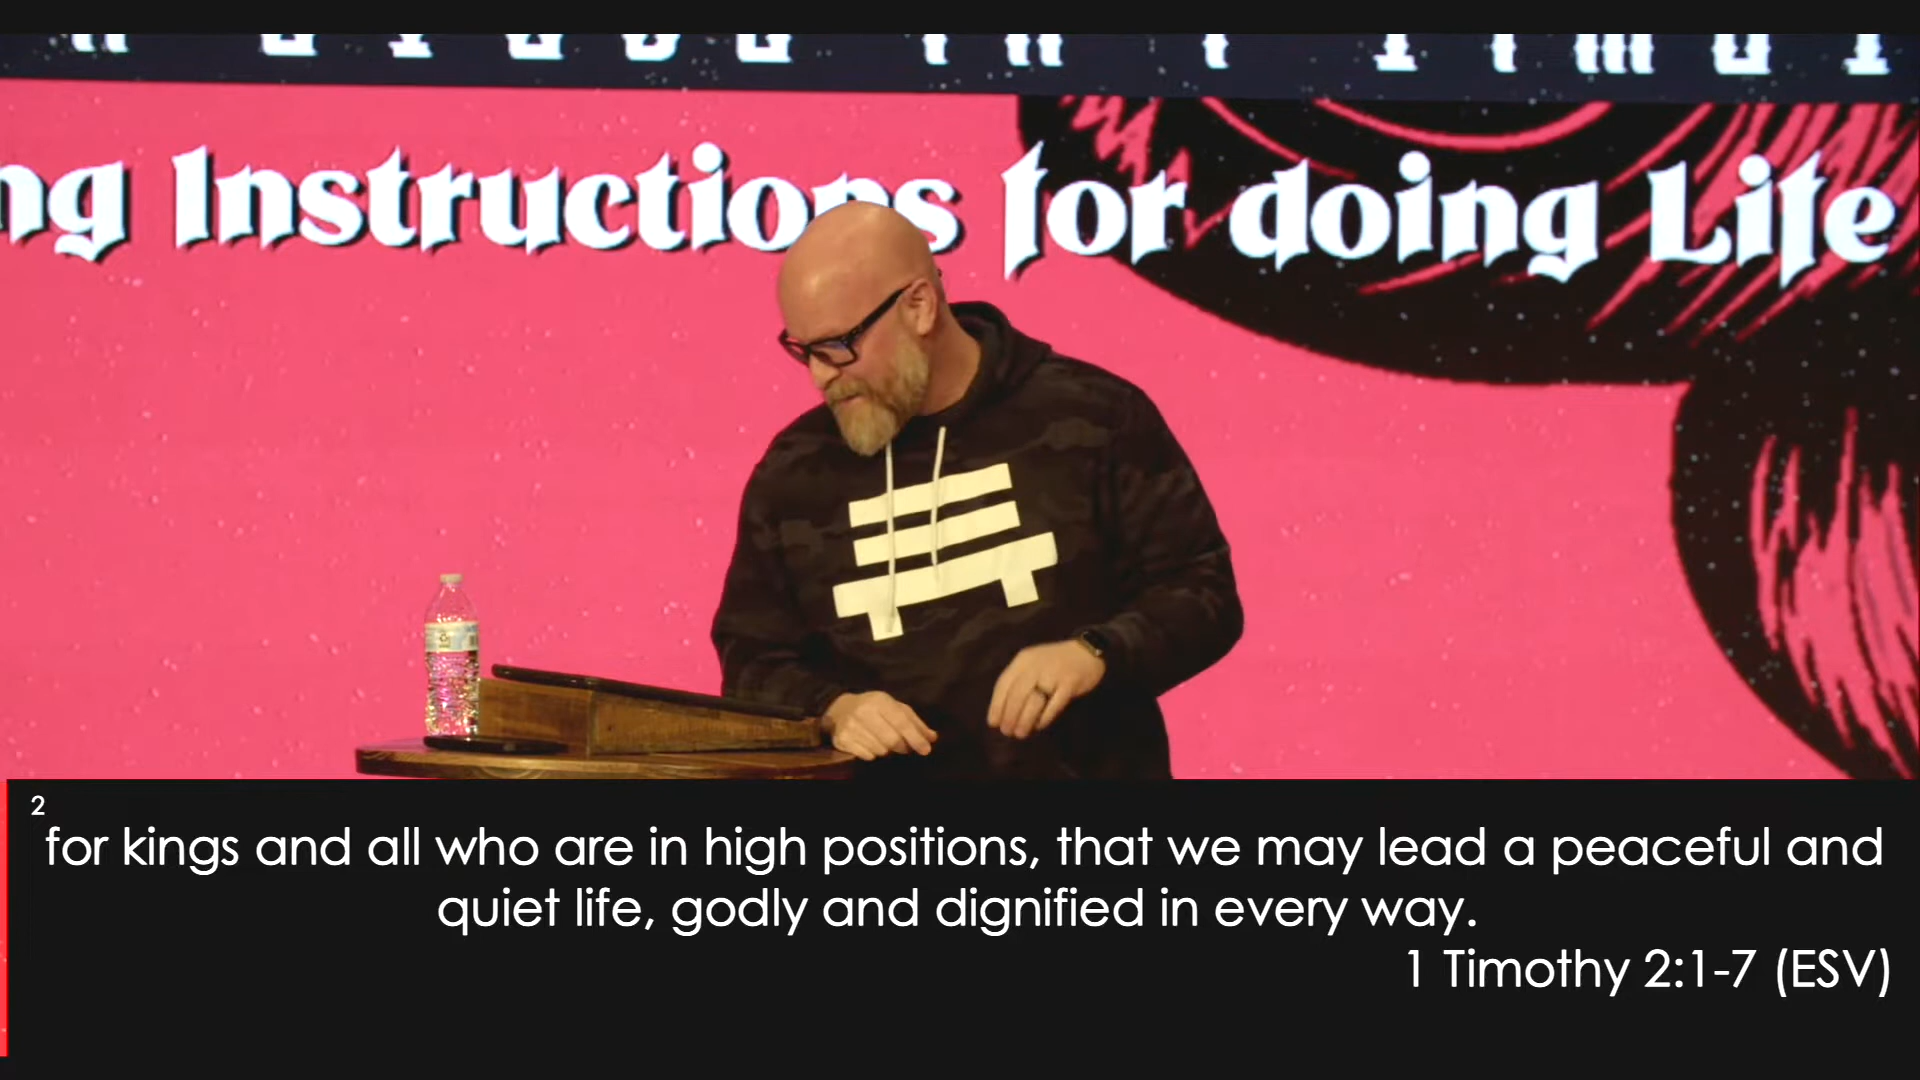 ng Instructions for doing Life
2
for kings and all who are in high positions, that we may lead a peaceful and
quiet life, godly and dignified in every way.
1 Timothy 2:1-7 (ESV)